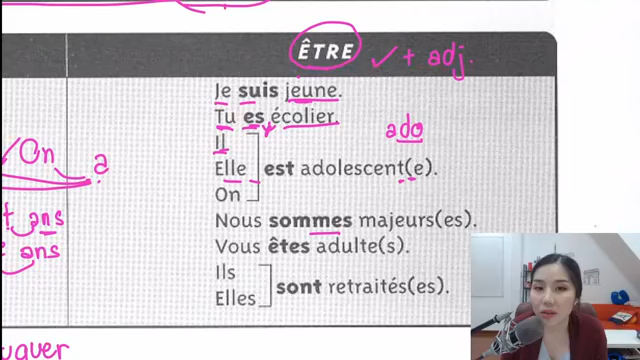 ÊTRE ✓ + adj.
Je suis jeune.
Tu es écolier.
ado
Il
Elle est adolescent(e).
On
On a
Nous sommes majeurs(es).
ans
Vous êtes adulte(s).
ans
Ils
Elles sont retraités(es).